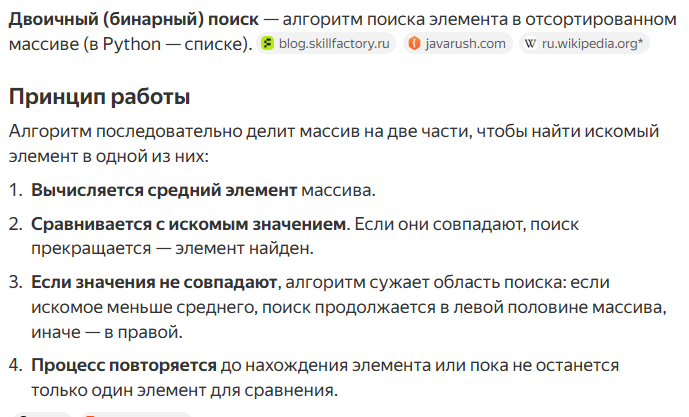 Двоичный (бинарный) поиск — алгоритм поиска элемента в отсортированном
массиве (в Python — списке). blog.skillfactory.ru javarush.com W ru.wikipedia.org*
Принцип работы
Алгоритм последовательно делит массив на две части, чтобы найти искомый
элемент в одной из них:
1. Вычисляется средний элемент массива.
2. Сравнивается с искомым значением. Если они совпадают, поиск
прекращается — элемент найден.
3. Если значения не совпадают, алгоритм сужает область поиска: если
искомое меньше среднего, поиск продолжается в левой половине массива,
иначе — в правой.
4. Процесс повторяется до нахождения элемента или пока не останется
только один элемент для сравнения.